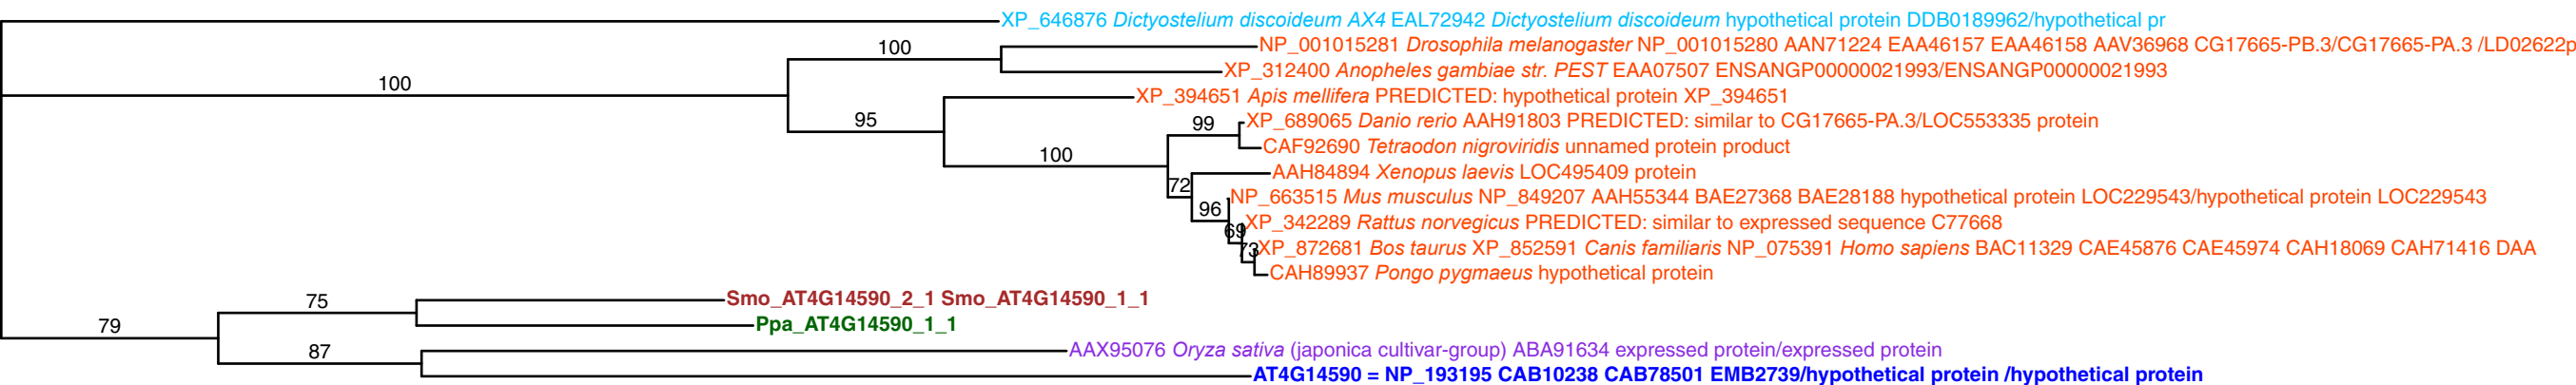 XP_646876 Dictyostelium discoideum AX4 EAL72942 Dictyostelium discoideum hypothetical protein DDB0189962/hypothetical pr
100 NP_001015281 Drosophila melanogaster NP_001015280 AAN71224 EAA46157 EAA46158 AAV36968 CG17665-PB.3/CG17665-PA.3 /LD02622p
XP_312400 Anopheles gambiae str. PEST EAA07507 ENSANGP00000021993/ENSANGP00000021993
100
XP_394651 Apis mellifera PREDICTED: hypothetical protein XP_394651
95 99 XP_689065 Danio rerio AAH91803 PREDICTED: similar to CG17665-PA.3/LOC553335 protein
CAF92690 Tetraodon nigroviridis unnamed protein product
100
AAH84894 Xenopus laevis LOC495409 protein
72
NP_663515 Mus musculus NP_849207 AAH55344 BAE27368 BAE28188 hypothetical protein LOC229543/hypothetical protein LOC229543
96
XP_342289 Rattus norvegicus PREDICTED: similar to expressed sequence C77668
69
73 XP_872681 Bos taurus XP_852591 Canis familiaris NP_075391 Homo sapiens BAC11329 CAE45876 CAE45974 CAH18069 CAH71416 DAA
CAH89937 Pongo pygmaeus hypothetical protein
75 Smo_AT4G14590_2_1 Smo_AT4G14590_1_1
79 Ppa_AT4G14590_1_1
87 AAX95076 Oryza sativa (japonica cultivar-group) ABA91634 expressed protein/expressed protein
AT4G14590 = NP_193195 CAB10238 CAB78501 EMB2739/hypothetical protein /hypothetical protein